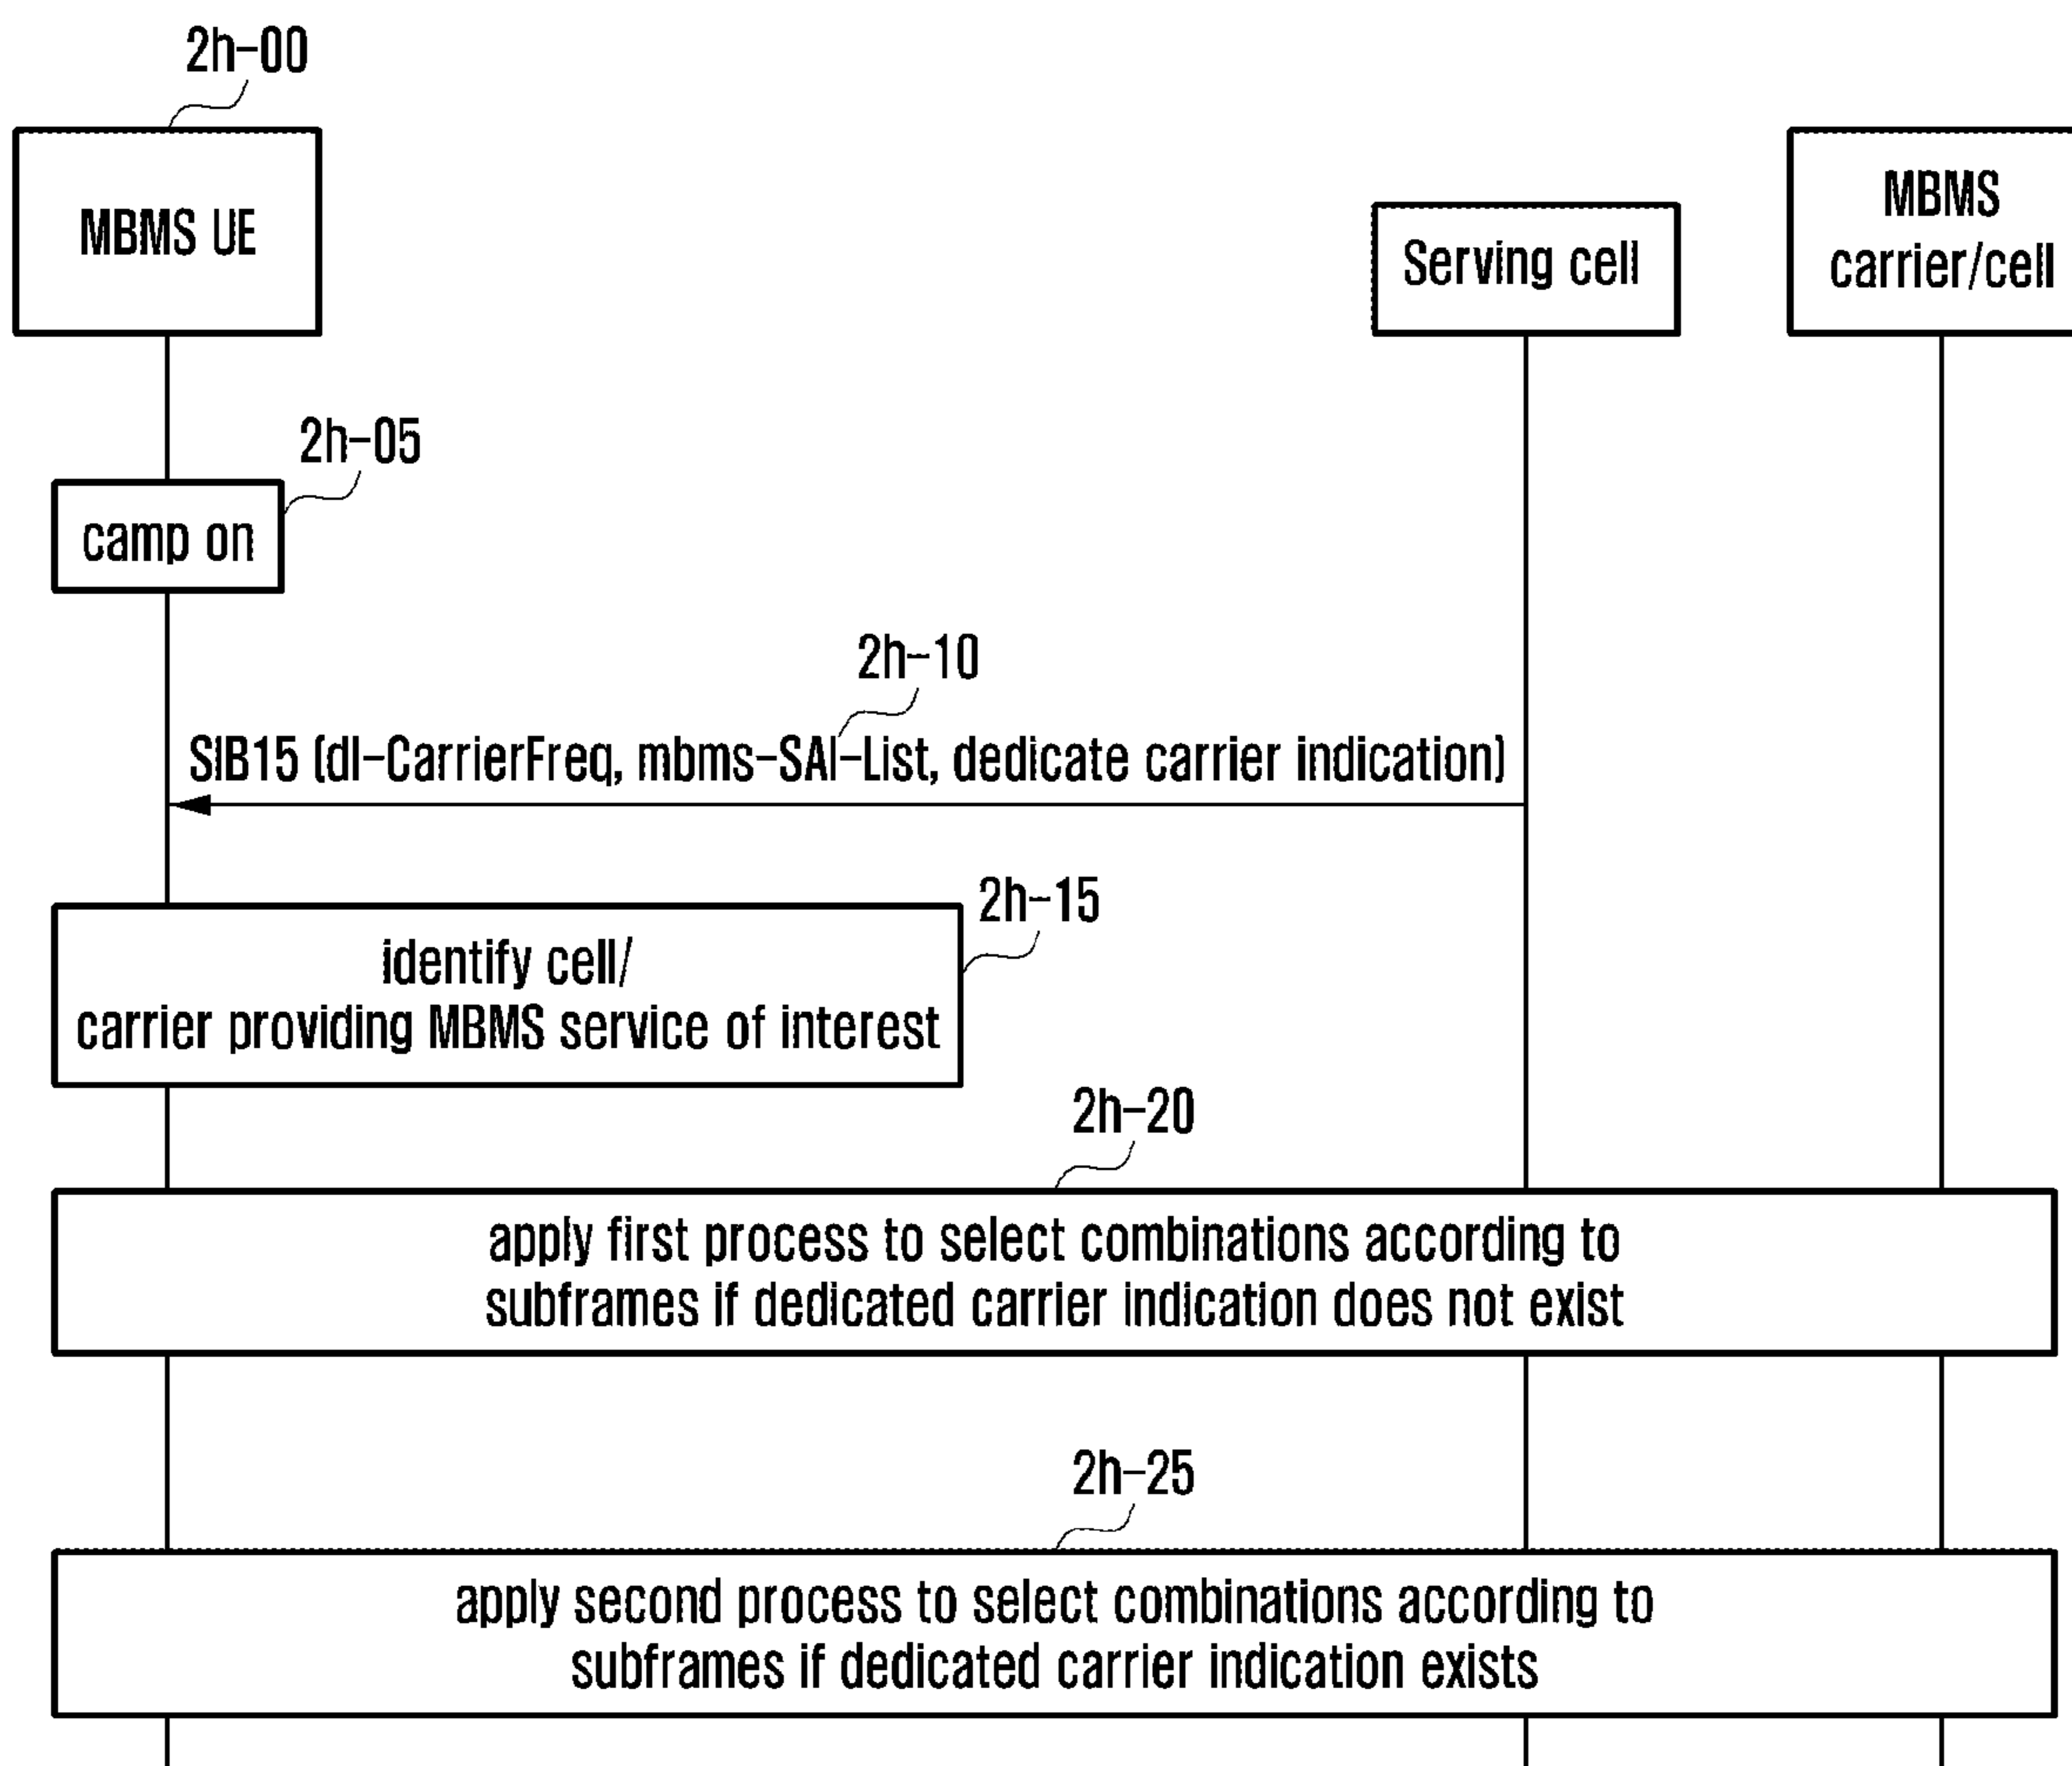 2h-00
MBMS UE
Serving cell
MBMS
carrier/cell
2h-05
camp on
2h-10
SIB15 (dl-CarrierFreq, mbms-SAI-List, dedicate carrier indication)
2h-15
identify cell/
carrier providing MBMS service of interest
2h-20
apply first process to select combinations according to
subframes if dedicated carrier indication does not exist
2h-25
apply second process to select combinations according to
subframes if dedicated carrier indication exists